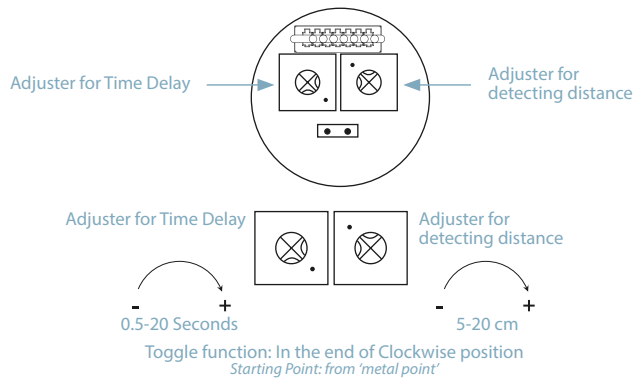 Adjuster for Time Delay
Adjuster for
detecting distance
Adjuster for Time Delay
Adjuster for
detecting distance
- +
0.5-20 Seconds
- +
5-20 cm
Toggle function: In the end of Clockwise position
Starting Point: from ‘metal point’